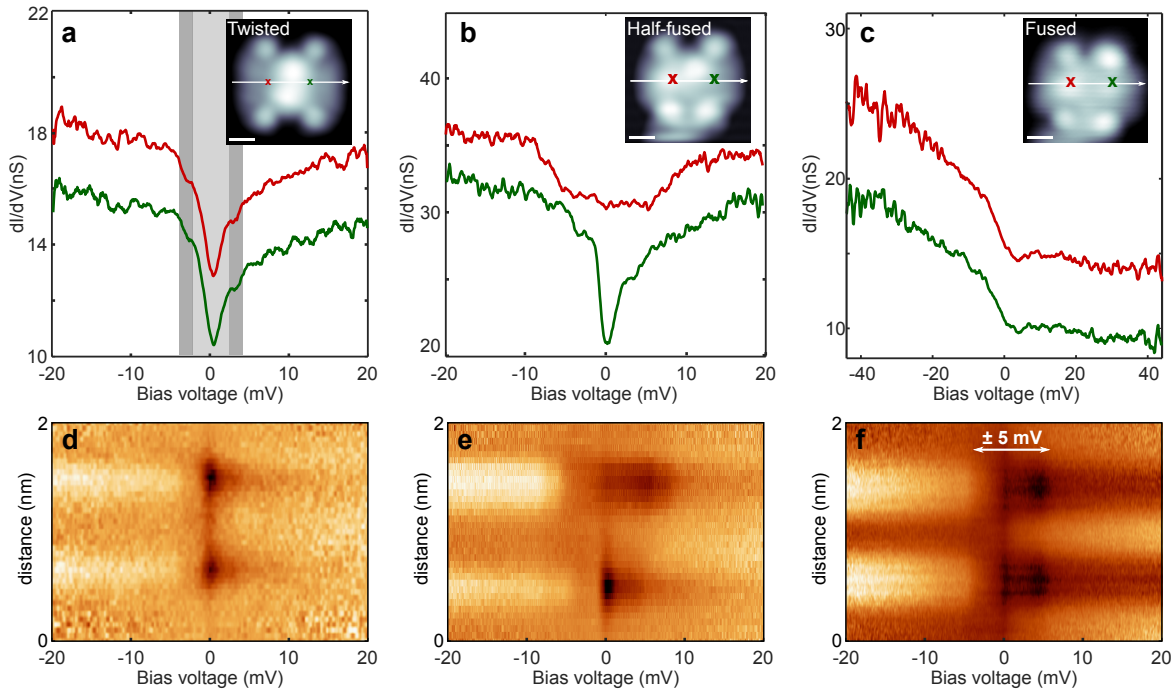 a
Twisted
x x
22
18
14
10
dI/dV(nS)
-20 -10 0 10 20
Bias voltage (mV)
b
Half-fused
x x
40
30
20
dI/dV(nS)
-20 -10 0 10 20
Bias voltage (mV)
c
Fused
x x
20
10
dI/dV(nS)
-40 -20 0 20 40
Bias voltage (mV)
d
2
0
distance (nm)
-20 -10 0 10 20
Bias voltage (mV)
e
2
0
distance (nm)
-20 -10 0 10 20
Bias voltage (mV)
f
± 5 mV
2
0
distance (nm)
-20 -10 0 10 20
Bias voltage (mV)